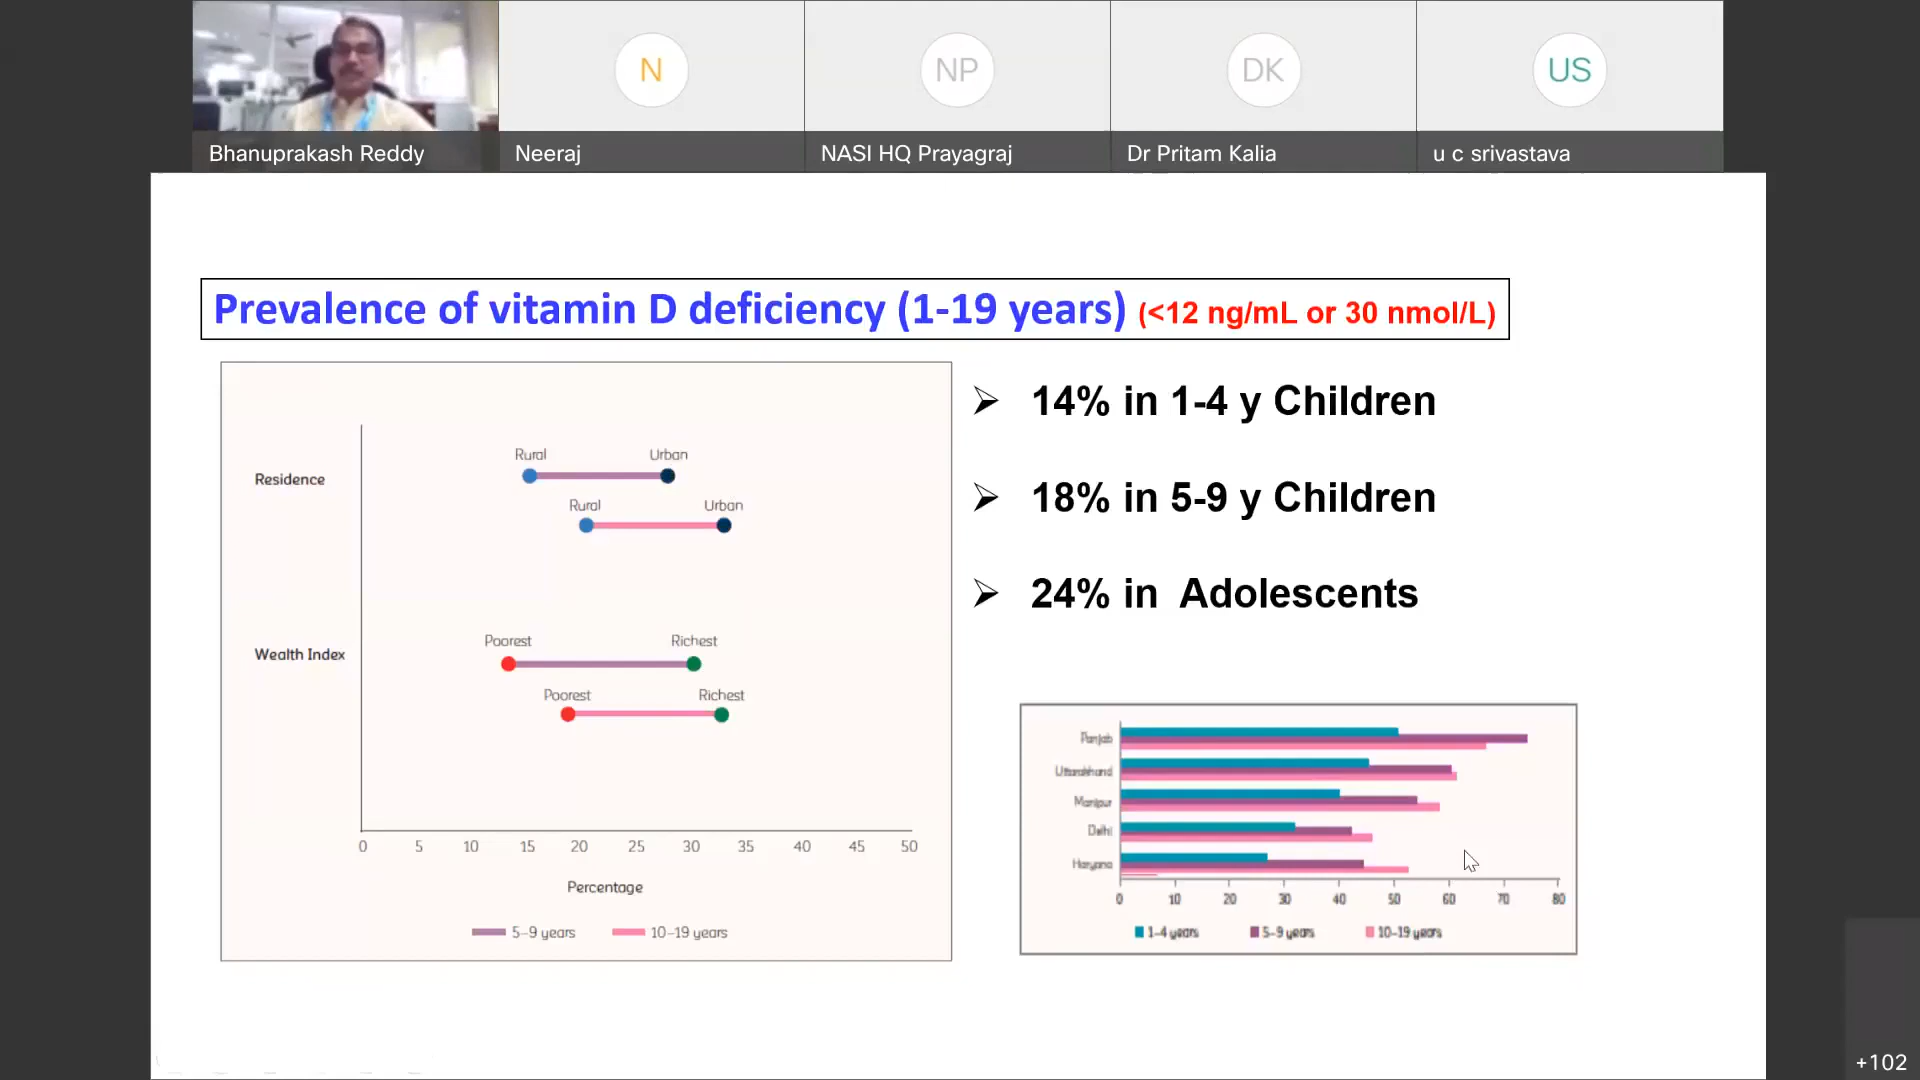 N
NP
DK
US
Bhanuprakash Reddy
Neeraj
NASI HQ Prayagraj
Dr Pritam Kalia
u c srivastava
Prevalence of vitamin D deficiency (1-19 years) (<12 ng/mL or 30 nmol/L)
Rural Urban
Residence
Rural Urban
Poorest Richest
Wealth Index
Poorest Richest
0 5 10 15 20 25 30 35 40 45 50
Percentage
5–9 years 10–19 years
➢ 14% in 1-4 y Children
➢ 18% in 5-9 y Children
➢ 24% in Adolescents
Punjab
Uttarakhand
Manipur
Delhi
Haryana
0 10 20 30 40 50 60 70 80
1–4 years 5–9 years 10–19 years
+102